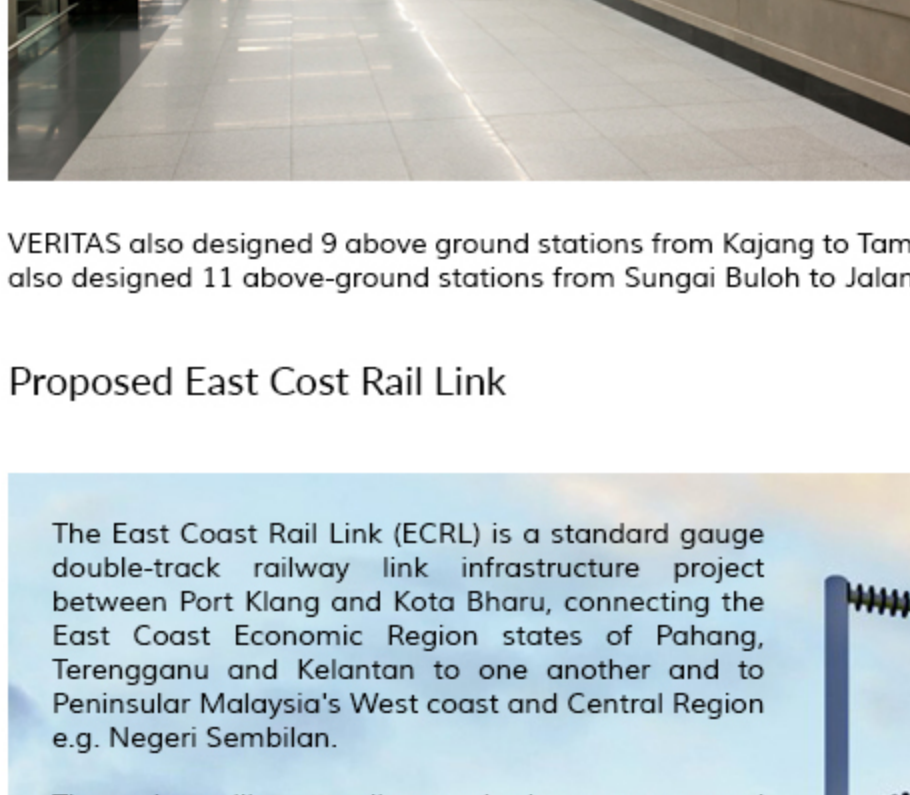 VERITAS also designed 9 above ground stations from Kajang to Tam
also designed 11 above-ground stations from Sungai Buloh to Jalan
Proposed East Cost Rail Link
The East Coast Rail Link (ECRL) is a standard gauge
double-track railway link infrastructure project
between Port Klang and Kota Bharu, connecting the
East Coast Economic Region states of Pahang,
Terengganu and Kelantan to one another and to
Peninsular Malaysia's West coast and Central Region
e.g. Negeri Sembilan.